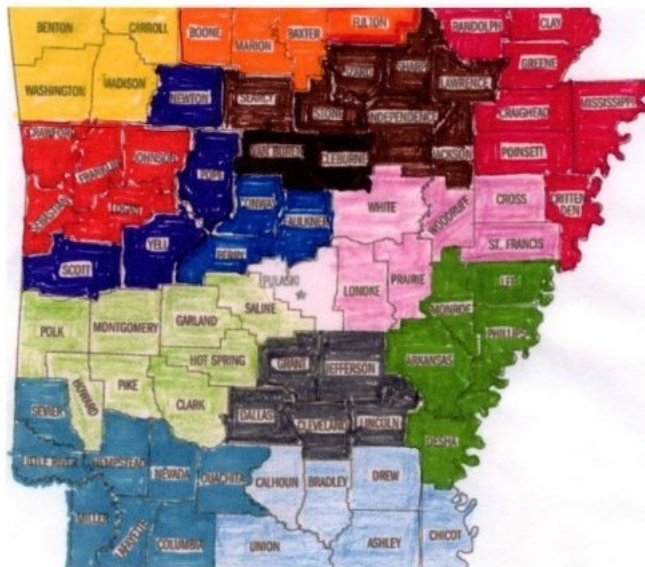 BENTON
CARROLL
BOONE
MARION
BAXTER
FULTON
RANDOLPH
CLAY
GREENE
WASHINGTON
MADISON
NEWTON
SEARCY
STONE
IZARD
SHARP
LAWRENCE
INDEPENDENCE
CRAIGHEAD
MISSISSIPPI
CRAWFORD
FRANKLIN
JOHNSON
POPE
VAN BUREN
CLEBURNE
JACKSON
POINSETT
SEBASTIAN
LOGAN
CONWAY
FAULKNER
WHITE
WOODRUFF
CROSS
CRITTEN
DEN
YELL
PERRY
ST. FRANCIS
SCOTT
PULASKI
LONOKE
PRAIRIE
LEE
MONROE
SALINE
GARLAND
PHILLIPS
POLK
MONTGOMERY
HOT SPRING
GRANT
JEFFERSON
ARKANSAS
HOWARD
PIKE
CLARK
SEVIER
DALLAS
CLEVELAND
LINCOLN
DESHA
LITTLE RIVER
HEMPSTEAD
NEVADA
OUACHITA
CALHOUN
BRADLEY
DREW
MILLER
LAFAYETTE
COLUMBIA
UNION
ASHLEY
CHICOT